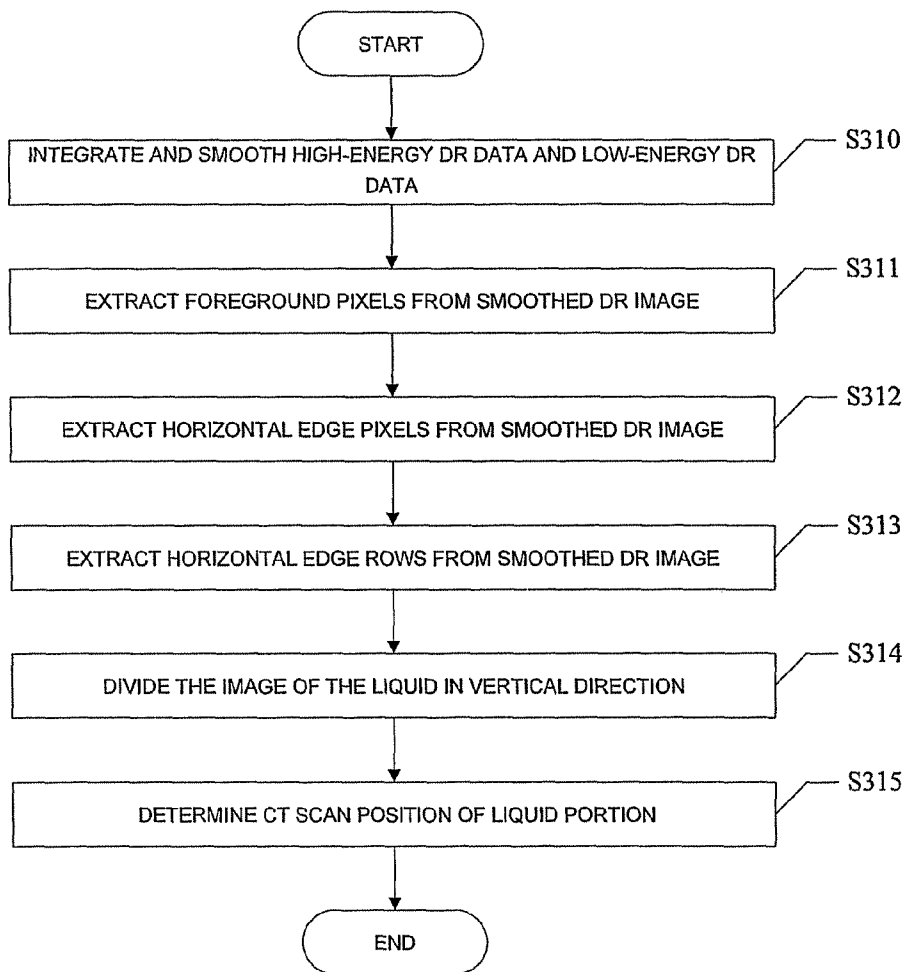 START
INTEGRATE AND SMOOTH HIGH-ENERGY DR DATA AND LOW-ENERGY DR
DATA
S310
EXTRACT FOREGROUND PIXELS FROM SMOOTHED DR IMAGE
S311
EXTRACT HORIZONTAL EDGE PIXELS FROM SMOOTHED DR IMAGE
S312
EXTRACT HORIZONTAL EDGE ROWS FROM SMOOTHED DR IMAGE
S313
DIVIDE THE IMAGE OF THE LIQUID IN VERTICAL DIRECTION
S314
DETERMINE CT SCAN POSITION OF LIQUID PORTION
S315
END